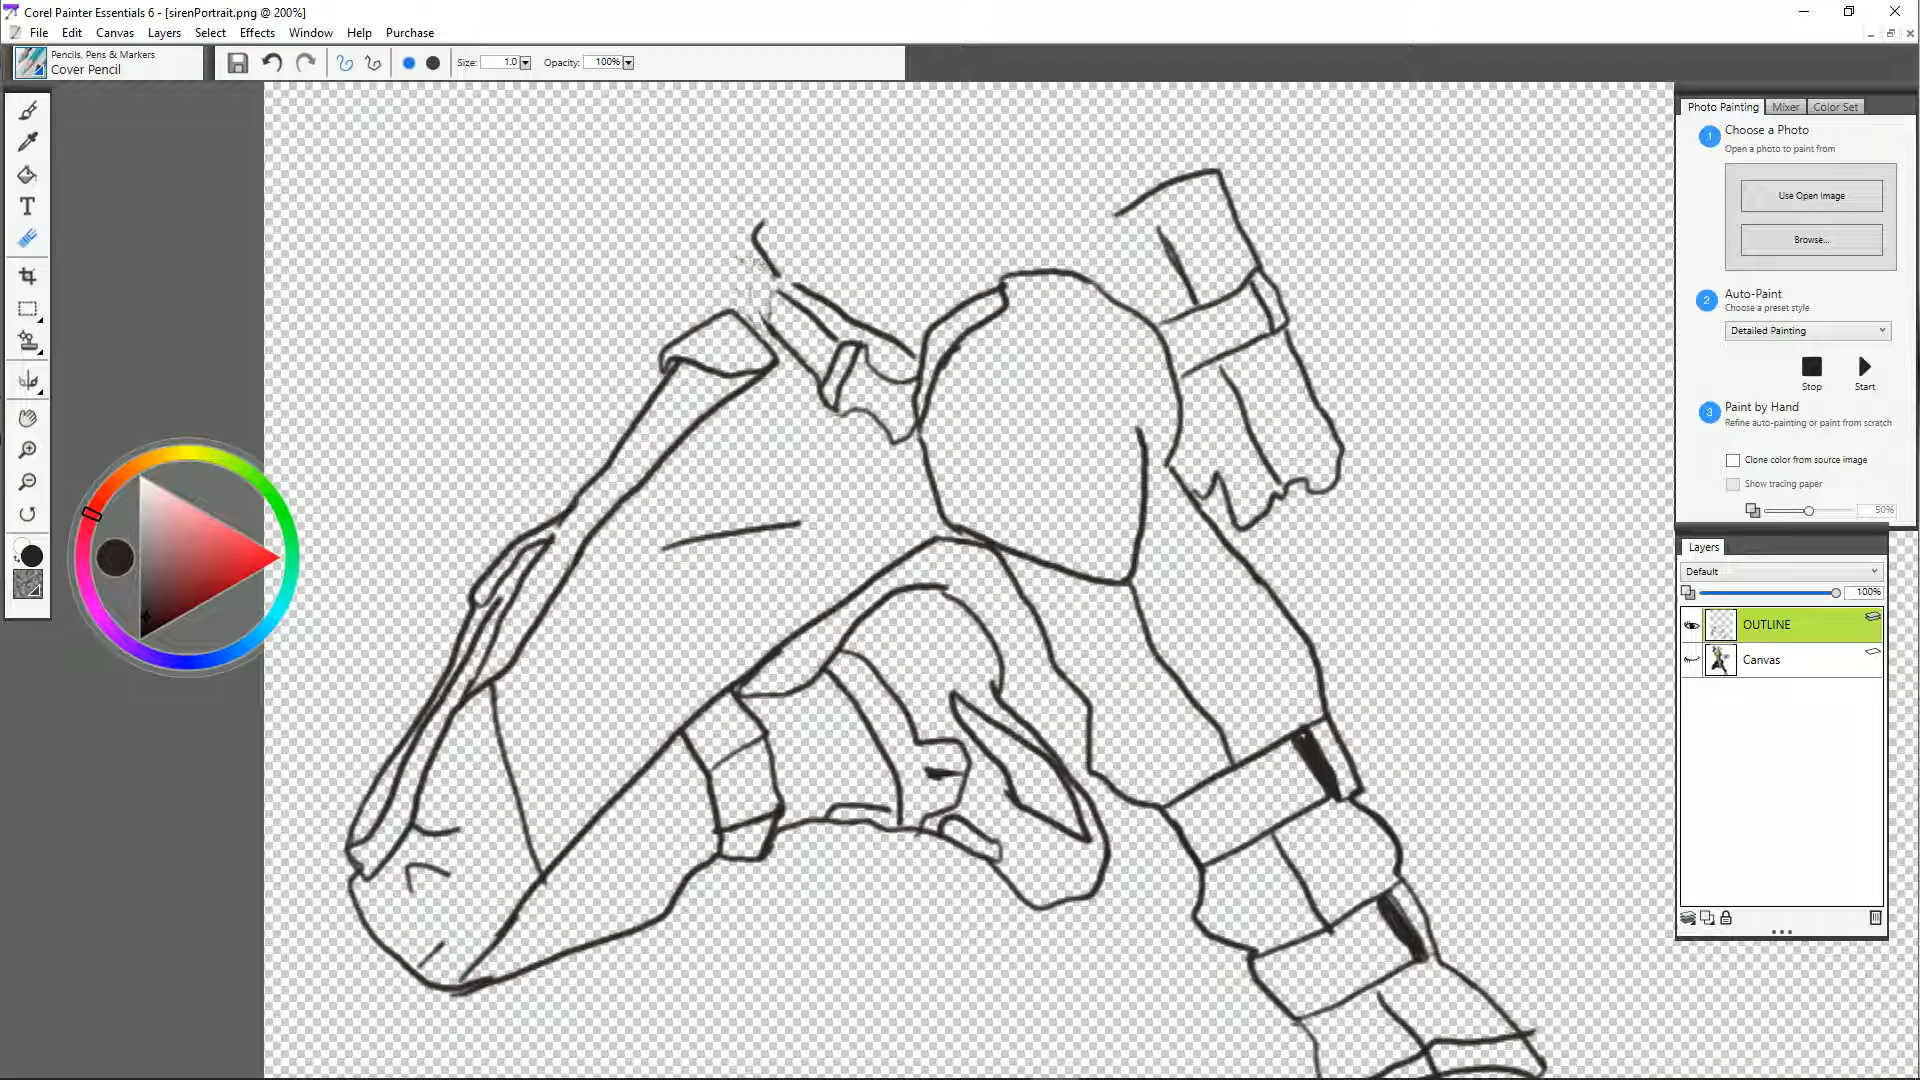 Corel Painter Essentials 6 - [sirenPortrait.png @ 200%]
File Edit Canvas Layers Select Effects Window Help Purchase
Pencils, Pens & Markers
Cover Pencil
Size: 1.0 Opacity: 100%
T
Photo Painting Mixer Color Set
1 Choose a Photo
Open a photo to paint from
Use Open Image
Browse...
2 Auto-Paint
Choose a preset style
Detailed Painting
Stop Start
3 Paint by Hand
Refine auto-painting or paint from scratch
Clone color from source image
Show tracing paper
50%
Layers
Default
100%
OUTLINE
Canvas